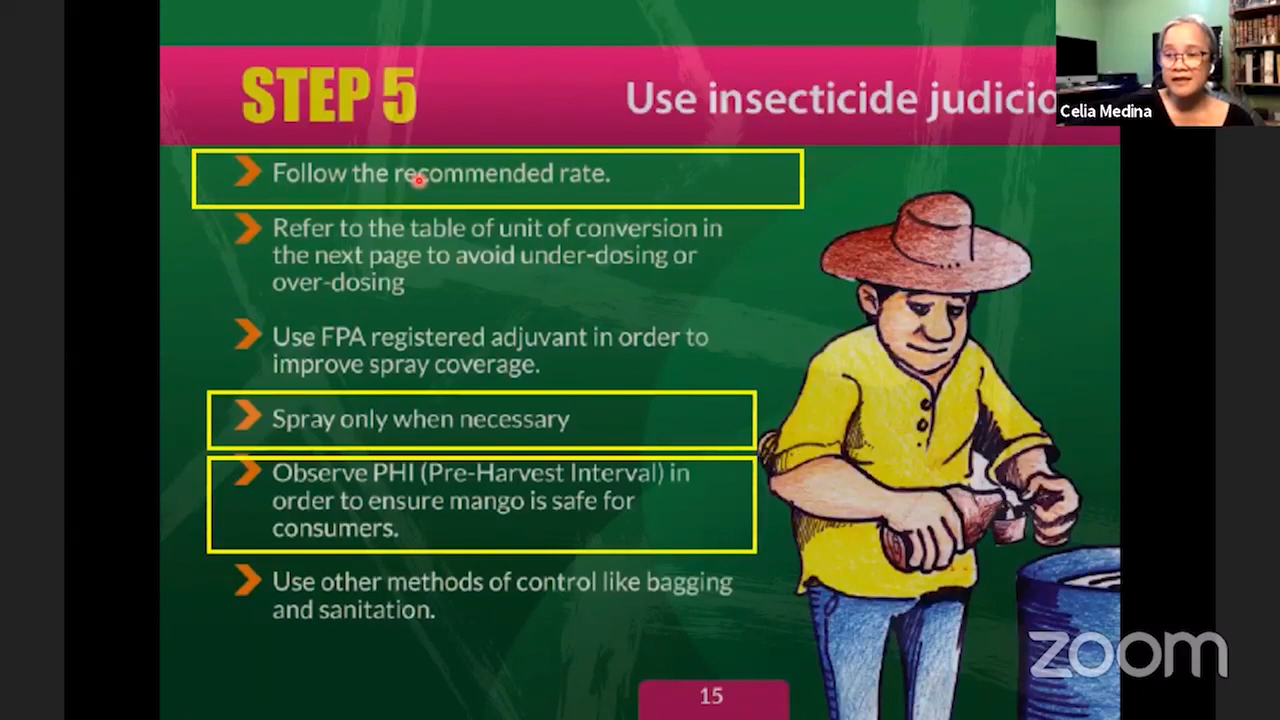 STEP 5
Use insecticide judicio
Celia Medina
Follow the recommended rate.
Refer to the table of unit of conversion in
the next page to avoid under-dosing or
over-dosing
Use FPA registered adjuvant in order to
improve spray coverage.
Spray only when necessary
Observe PHI (Pre-Harvest Interval) in
order to ensure mango is safe for
consumers.
Use other methods of control like bagging
and sanitation.
15
zoom